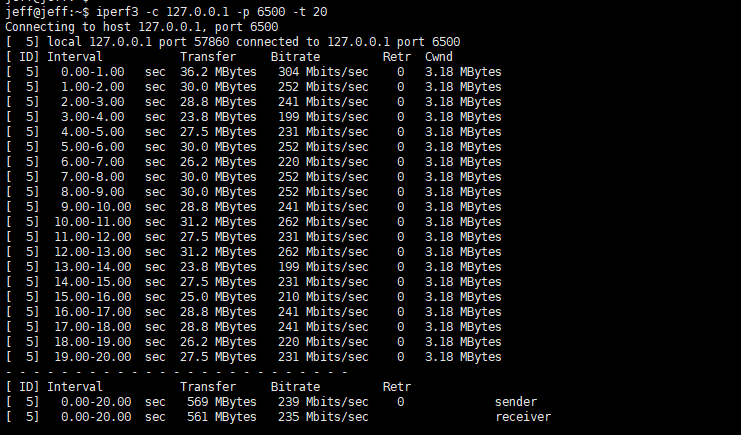 jeff@jeff:~$
jeff@jeff:~$ iperf3 -c 127.0.0.1 -p 6500 -t 20
Connecting to host 127.0.0.1, port 6500
[  5] local 127.0.0.1 port 57860 connected to 127.0.0.1 port 6500
[ ID] Interval           Transfer     Bitrate         Retr  Cwnd
[  5]   0.00-1.00   sec  36.2 MBytes   304 Mbits/sec    0   3.18 MBytes
[  5]   1.00-2.00   sec  30.0 MBytes   252 Mbits/sec    0   3.18 MBytes
[  5]   2.00-3.00   sec  28.8 MBytes   241 Mbits/sec    0   3.18 MBytes
[  5]   3.00-4.00   sec  23.8 MBytes   199 Mbits/sec    0   3.18 MBytes
[  5]   4.00-5.00   sec  27.5 MBytes   231 Mbits/sec    0   3.18 MBytes
[  5]   5.00-6.00   sec  30.0 MBytes   252 Mbits/sec    0   3.18 MBytes
[  5]   6.00-7.00   sec  26.2 MBytes   220 Mbits/sec    0   3.18 MBytes
[  5]   7.00-8.00   sec  30.0 MBytes   252 Mbits/sec    0   3.18 MBytes
[  5]   8.00-9.00   sec  30.0 MBytes   252 Mbits/sec    0   3.18 MBytes
[  5]   9.00-10.00  sec  28.8 MBytes   241 Mbits/sec    0   3.18 MBytes
[  5]  10.00-11.00  sec  31.2 MBytes   262 Mbits/sec    0   3.18 MBytes
[  5]  11.00-12.00  sec  27.5 MBytes   231 Mbits/sec    0   3.18 MBytes
[  5]  12.00-13.00  sec  31.2 MBytes   262 Mbits/sec    0   3.18 MBytes
[  5]  13.00-14.00  sec  23.8 MBytes   199 Mbits/sec    0   3.18 MBytes
[  5]  14.00-15.00  sec  27.5 MBytes   231 Mbits/sec    0   3.18 MBytes
[  5]  15.00-16.00  sec  25.0 MBytes   210 Mbits/sec    0   3.18 MBytes
[  5]  16.00-17.00  sec  28.8 MBytes   241 Mbits/sec    0   3.18 MBytes
[  5]  17.00-18.00  sec  28.8 MBytes   241 Mbits/sec    0   3.18 MBytes
[  5]  18.00-19.00  sec  26.2 MBytes   220 Mbits/sec    0   3.18 MBytes
[  5]  19.00-20.00  sec  27.5 MBytes   231 Mbits/sec    0   3.18 MBytes
- - - - - - - - - - - - - - - - - - - - - - - - -
[ ID] Interval           Transfer     Bitrate         Retr
[  5]   0.00-20.00  sec   569 MBytes   239 Mbits/sec    0             sender
[  5]   0.00-20.00  sec   561 MBytes   235 Mbits/sec                  receiver